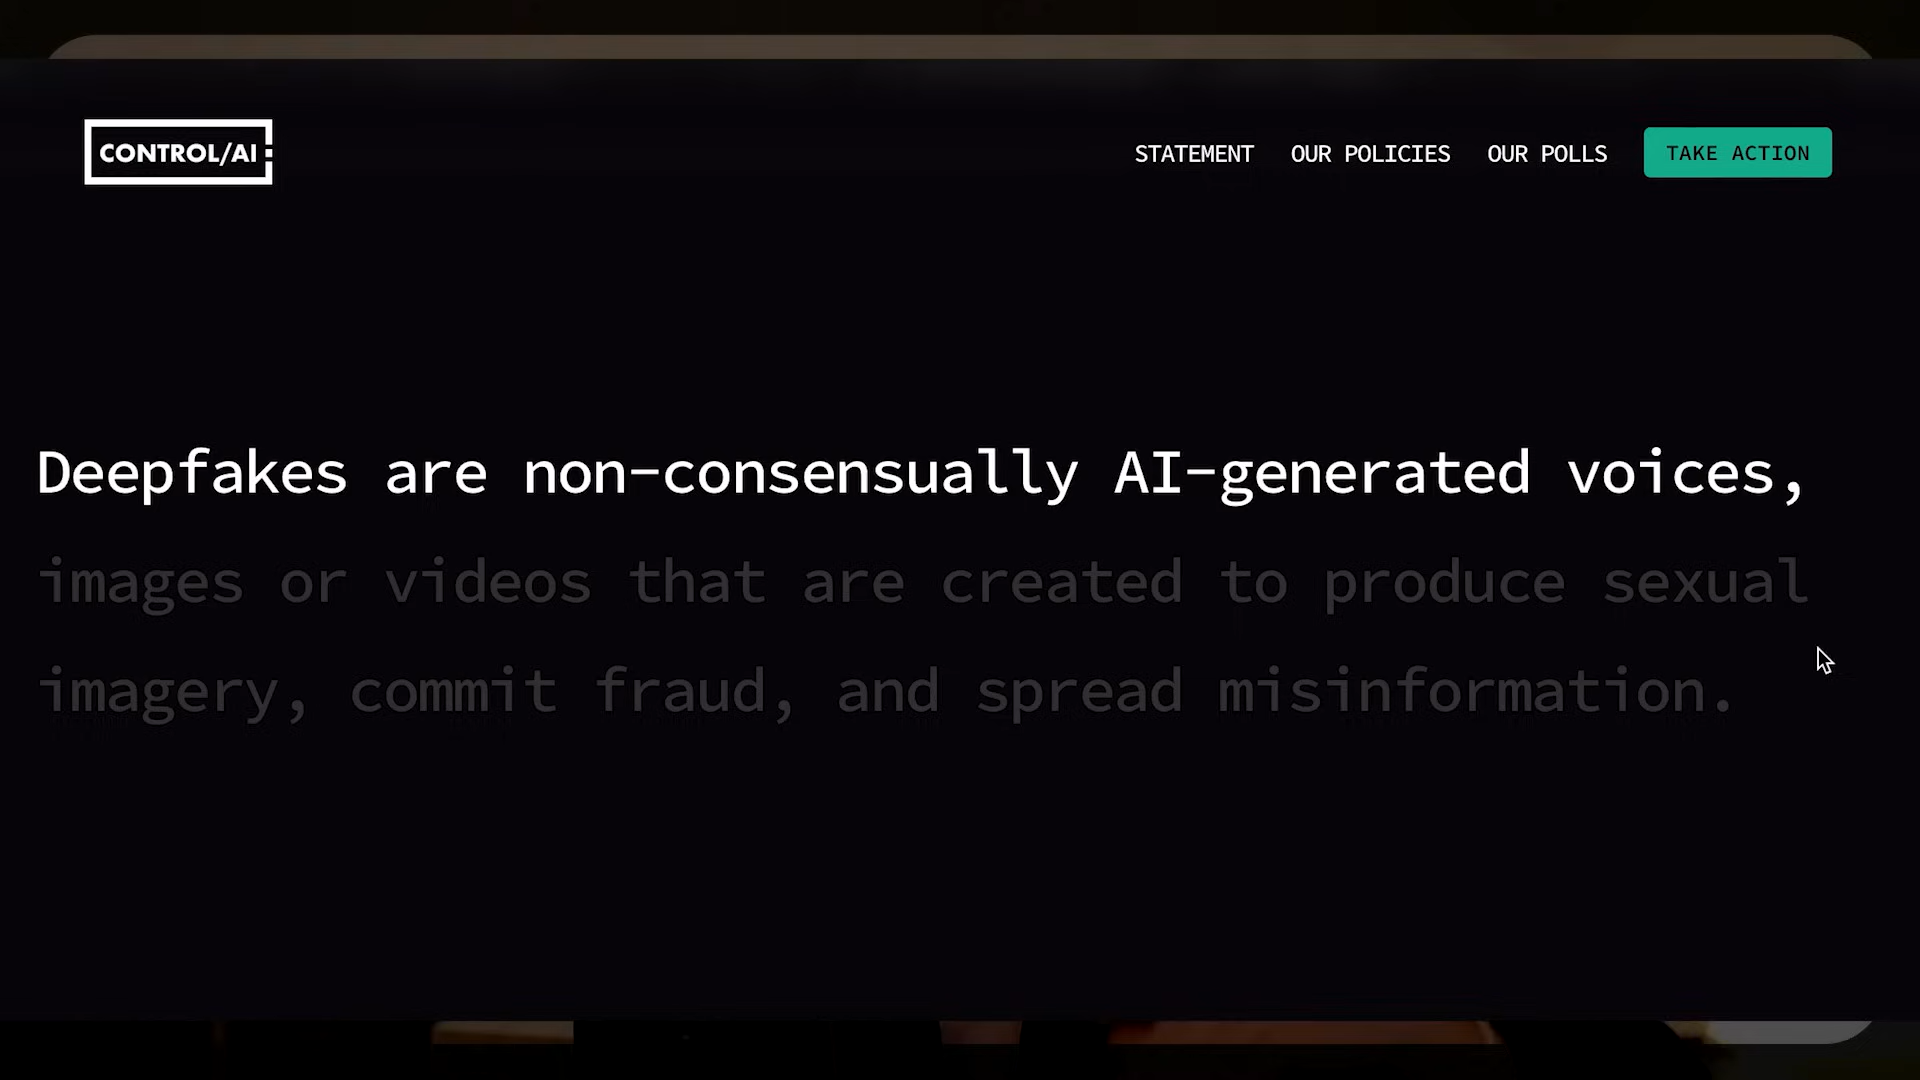 CONTROL/AI
STATEMENT OUR POLICIES OUR POLLS TAKE ACTION
Deepfakes are non-consensually AI-generated voices,
images or videos that are created to produce sexual
imagery, commit fraud, and spread misinformation.